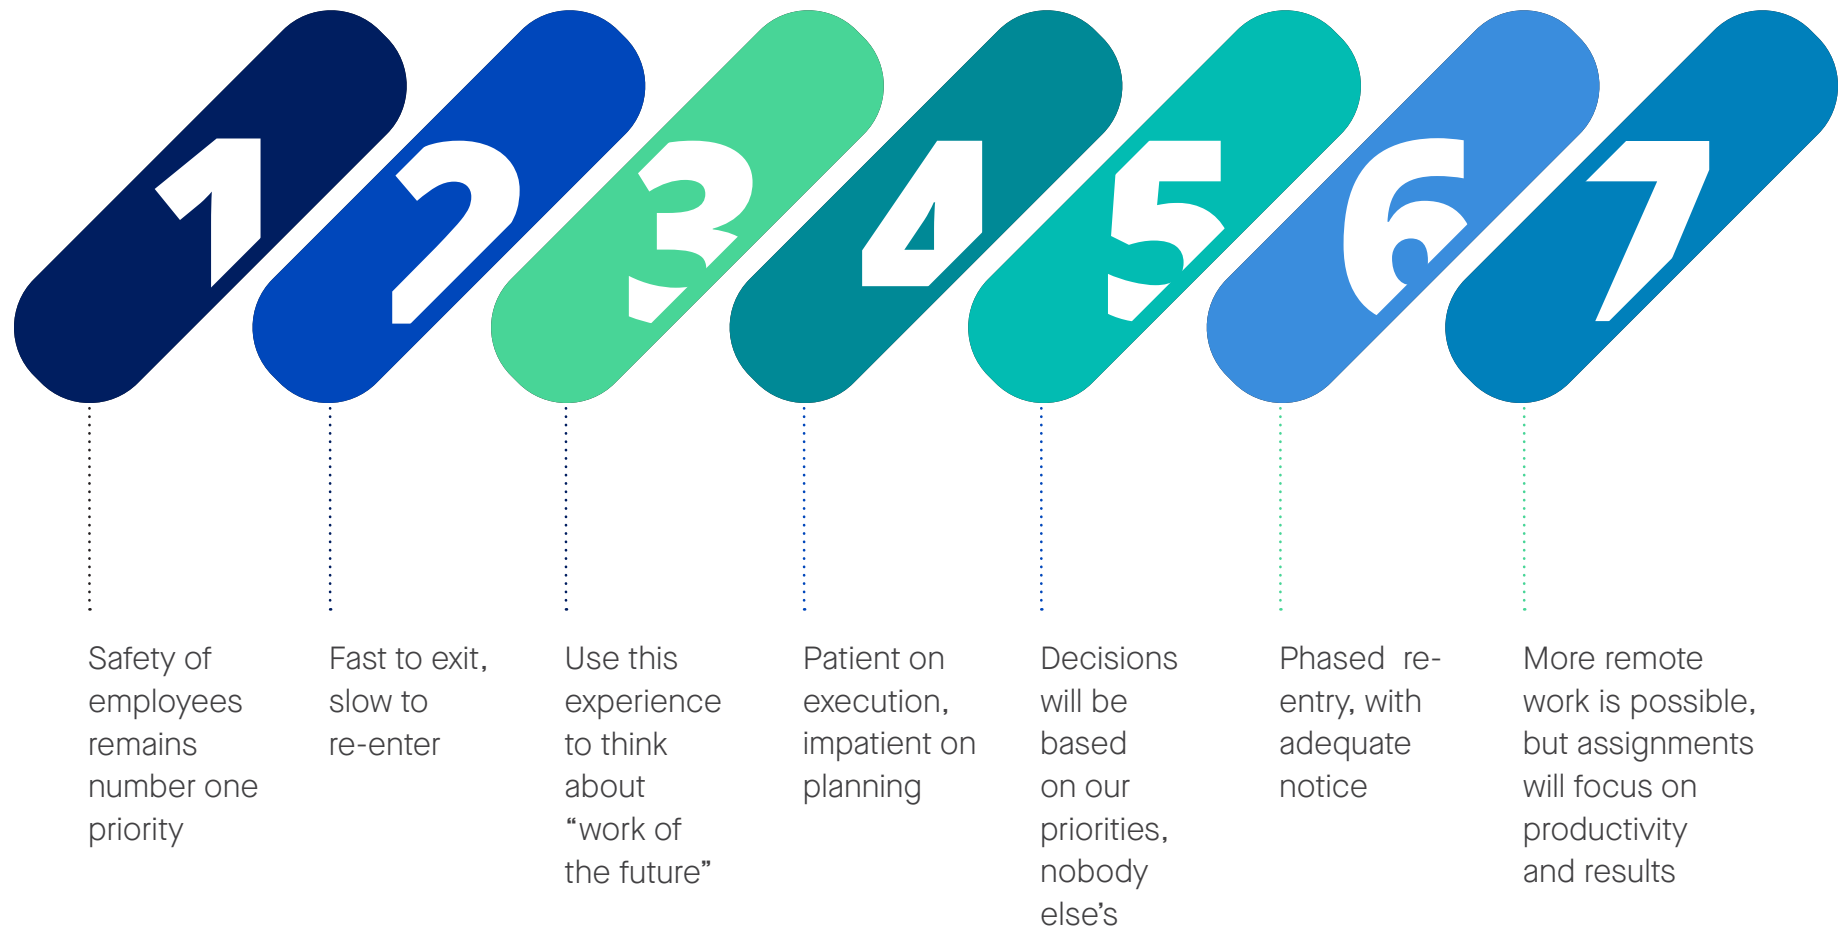 1
2
3
4
5
6
7
Safety of
employees
remains
number one
priority
Fast to exit,
slow to
re-enter
Use this
experience
to think
about
“work of
the future”
Patient on
execution,
impatient on
planning
Decisions
will be
based
on our
priorities,
nobody
else’s
Phased re-
entry, with
adequate
notice
More remote
work is possible,
but assignments
will focus on
productivity
and results